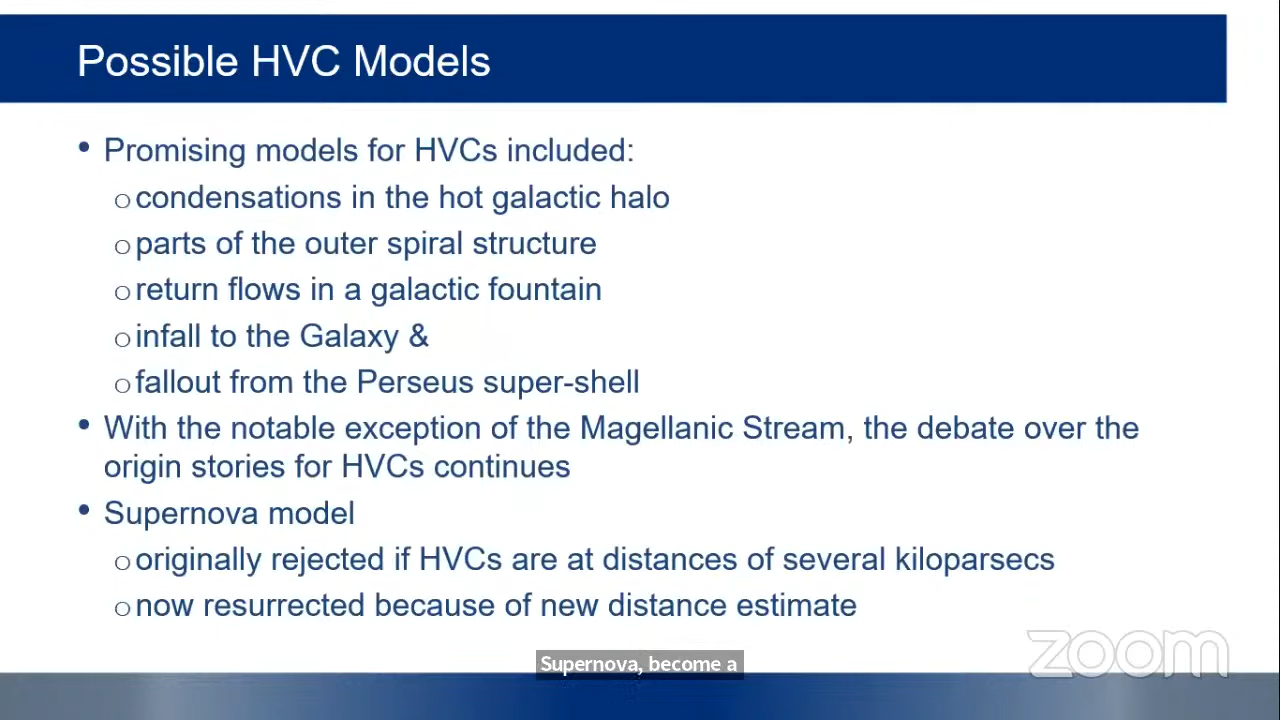 Possible HVC Models
• Promising models for HVCs included:
o condensations in the hot galactic halo
o parts of the outer spiral structure
o return flows in a galactic fountain
o infall to the Galaxy &
o fallout from the Perseus super-shell
• With the notable exception of the Magellanic Stream, the debate over the
origin stories for HVCs continues
• Supernova model
o originally rejected if HVCs are at distances of several kiloparsecs
o now resurrected because of new distance estimate
zoom
Supernova, become a